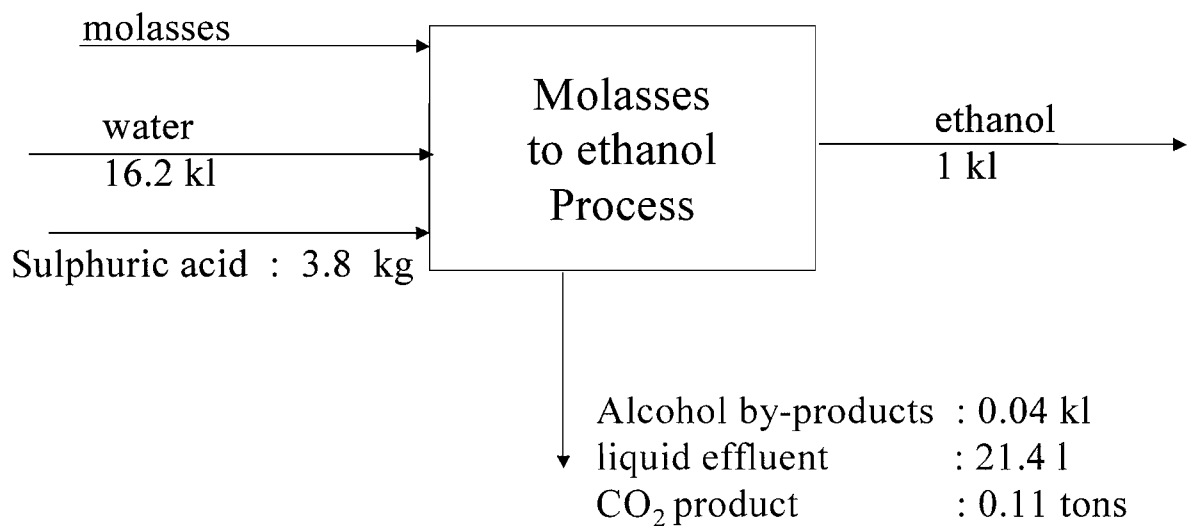 molasses
water
16.2 kl
Sulphuric acid : 3.8 kg
Molasses
to ethanol
Process
ethanol
1 kl
Alcohol by-products : 0.04 kl
liquid effluent : 21.4 l
CO₂ product : 0.11 tons